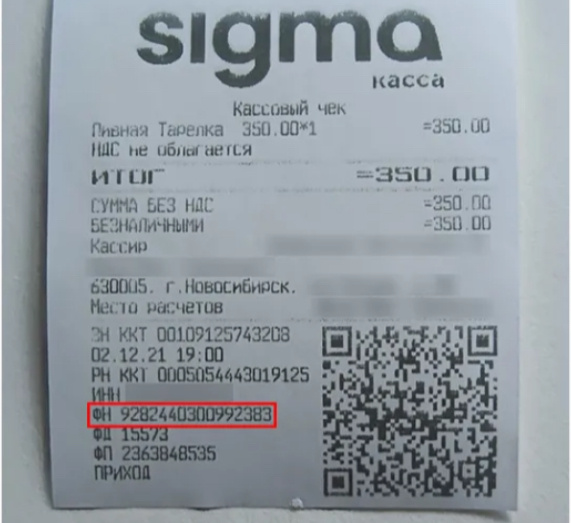 sigma
касса
Кассовый чек
Пивная Тарелка 350.00*1 =350.00
НДС не облагается
ИТОГ =350.00
СУММА БЕЗ НДС =350.00
БЕЗНАЛИЧНЫМИ =350.00
Кассир
630005. г.Новосибирск.
Место расчетов
ЗН ККТ 00109125743208
02.12.21 19:00
РН ККТ 0005054443019125
ИНН
ФН 9282440300992383
ФД 15573
ФП 2363848535
ПРИХОД